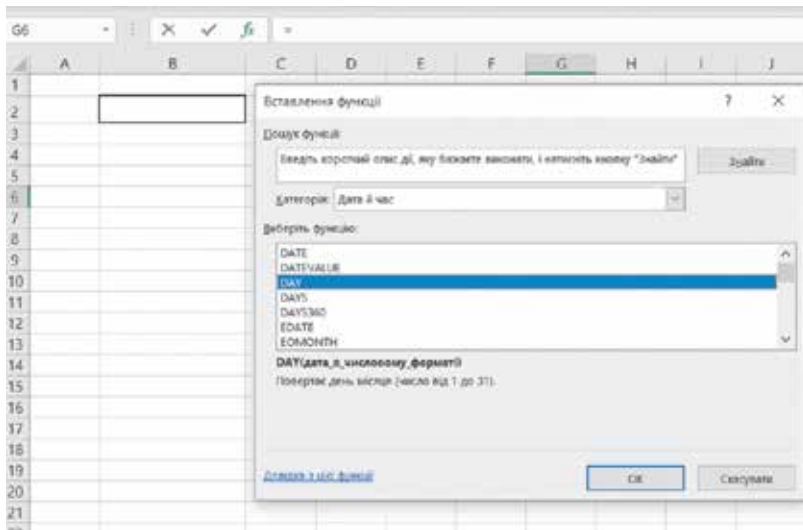 G6 fx =
A B C D E F G H I J
1
2
3
4
5
6
7
8
9
10
11
12
13
14
15
16
17
18
19
20
21
Вставлення функції ? ×
Пошук функції:
Введіть короткий опис дії, яку бажаєте виконати, і натисніть кнопку "Знайти"
Знайти
Категорія: Дата й час
Виберіть функцію:
DATE
DATEVALUE
DAY
DAYS
DAYS360
EDATE
EOMONTH
DAY(дата_в_числовому_форматі)
Повертає день місяця (число від 1 до 31).
Довідка з цієї функції
OK
Скасувати